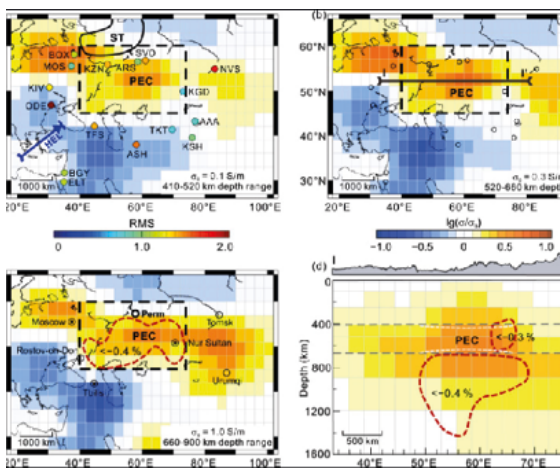 ST
BOX
SVD
MOS
KZN
ARS
PEC
NVS
KIV
KGD
ODE
AAA
TKT
TFS
KSH
HEL
ASH
BGY
ELT
1000 km
σ₀ = 0.1 S/m
410-520 km depth range
20°E 40°E 60°E 80°E 100°E
(b)
60°N
50°N
40°N
30°N
I
I'
PEC
1000 km
σ₀ = 0.3 S/m
520-660 km dep
20°E 40°E 60°E 80°
RMS
0 1.0 2.0
lg(σ/σ₀)
-1.0 -0.5 0 0.5 1.0
Perm
PEC
Moscow
Tomsk
Nur Sultan
<-0.4 %
Rostov-on-Don
Urumqi
1000 km
σ₀ = 1.0 S/m
660-900 km depth range
20°E 40°E 60°E 80°E 100°E
(d)
I
0
400
800
1200
1600
Depth [km]
PEC
<-0.3 %
<-0.4 %
500 km
40°E 50°E 60°E 70°E